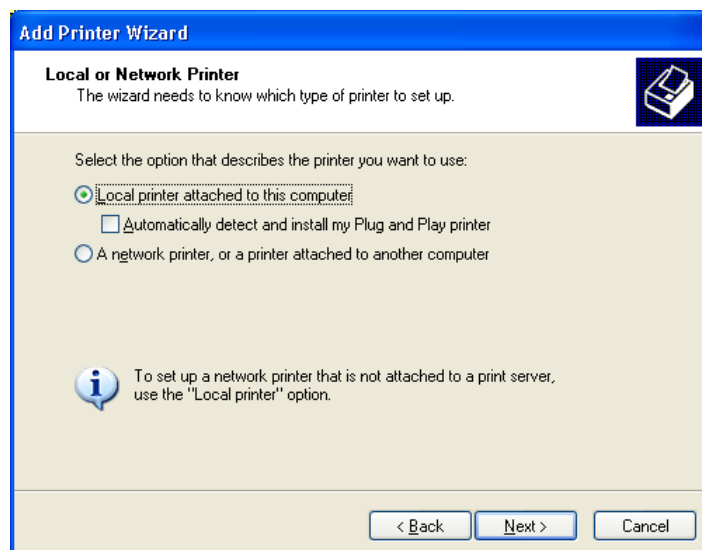 Add Printer Wizard
Local or Network Printer
The wizard needs to know which type of printer to set up.
Select the option that describes the printer you want to use:
Local printer attached to this computer
Automatically detect and install my Plug and Play printer
A network printer, or a printer attached to another computer
To set up a network printer that is not attached to a print server,
use the "Local printer" option.
< Back
Next >
Cancel